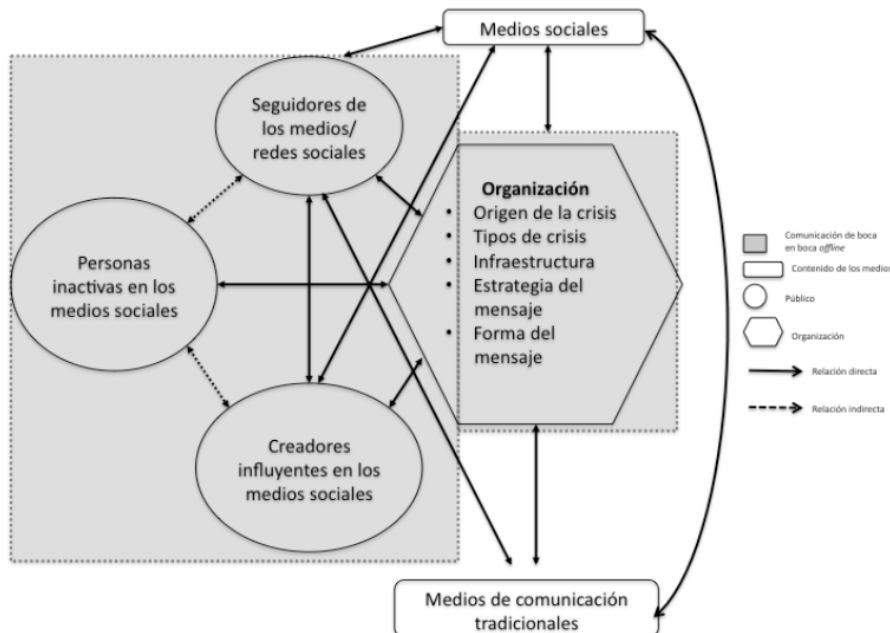 Medios sociales
Seguidores de
los medios/
redes sociales
Personas
inactivas en los
medios sociales
Creadores
influyentes en los
medios sociales
Organización
• Origen de la crisis
• Tipos de crisis
• Infraestructura
• Estrategia del
mensaje
• Forma del
mensaje
Medios de comunicación
tradicionales
Comunicación de boca
en boca offline
Contenido de los medios
Público
Organización
Relación directa
Relación indirecta